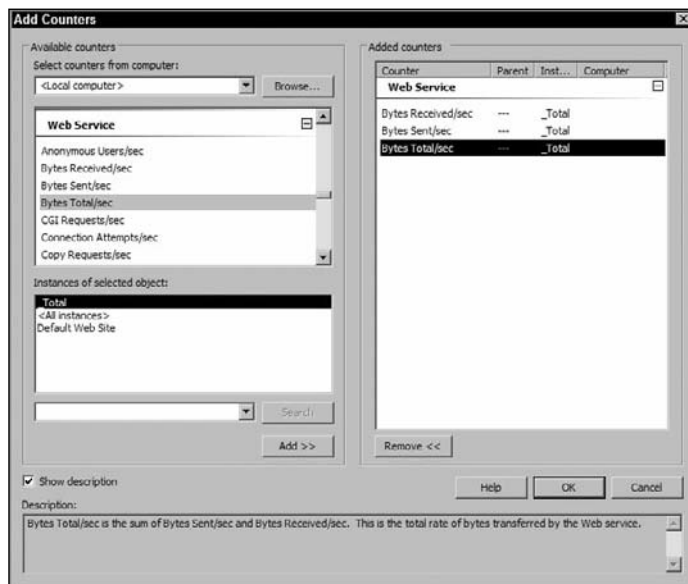 Add Counters
Available counters
Select counters from computer:
<Local computer>
Browse...
Web Service
Anonymous Users/sec
Bytes Received/sec
Bytes Sent/sec
Bytes Total/sec
CGI Requests/sec
Connection Attempts/sec
Copy Requests/sec
Instances of selected object:
_Total
<All instances>
Default Web Site
Search
Add >>
Added counters
Counter Parent Inst... Computer
Web Service
Bytes Received/sec --- _Total
Bytes Sent/sec --- _Total
Bytes Total/sec --- _Total
Remove <<
Show description
Help
OK
Cancel
Description:
Bytes Total/sec is the sum of Bytes Sent/sec and Bytes Received/sec. This is the total rate of bytes transferred by the Web service.